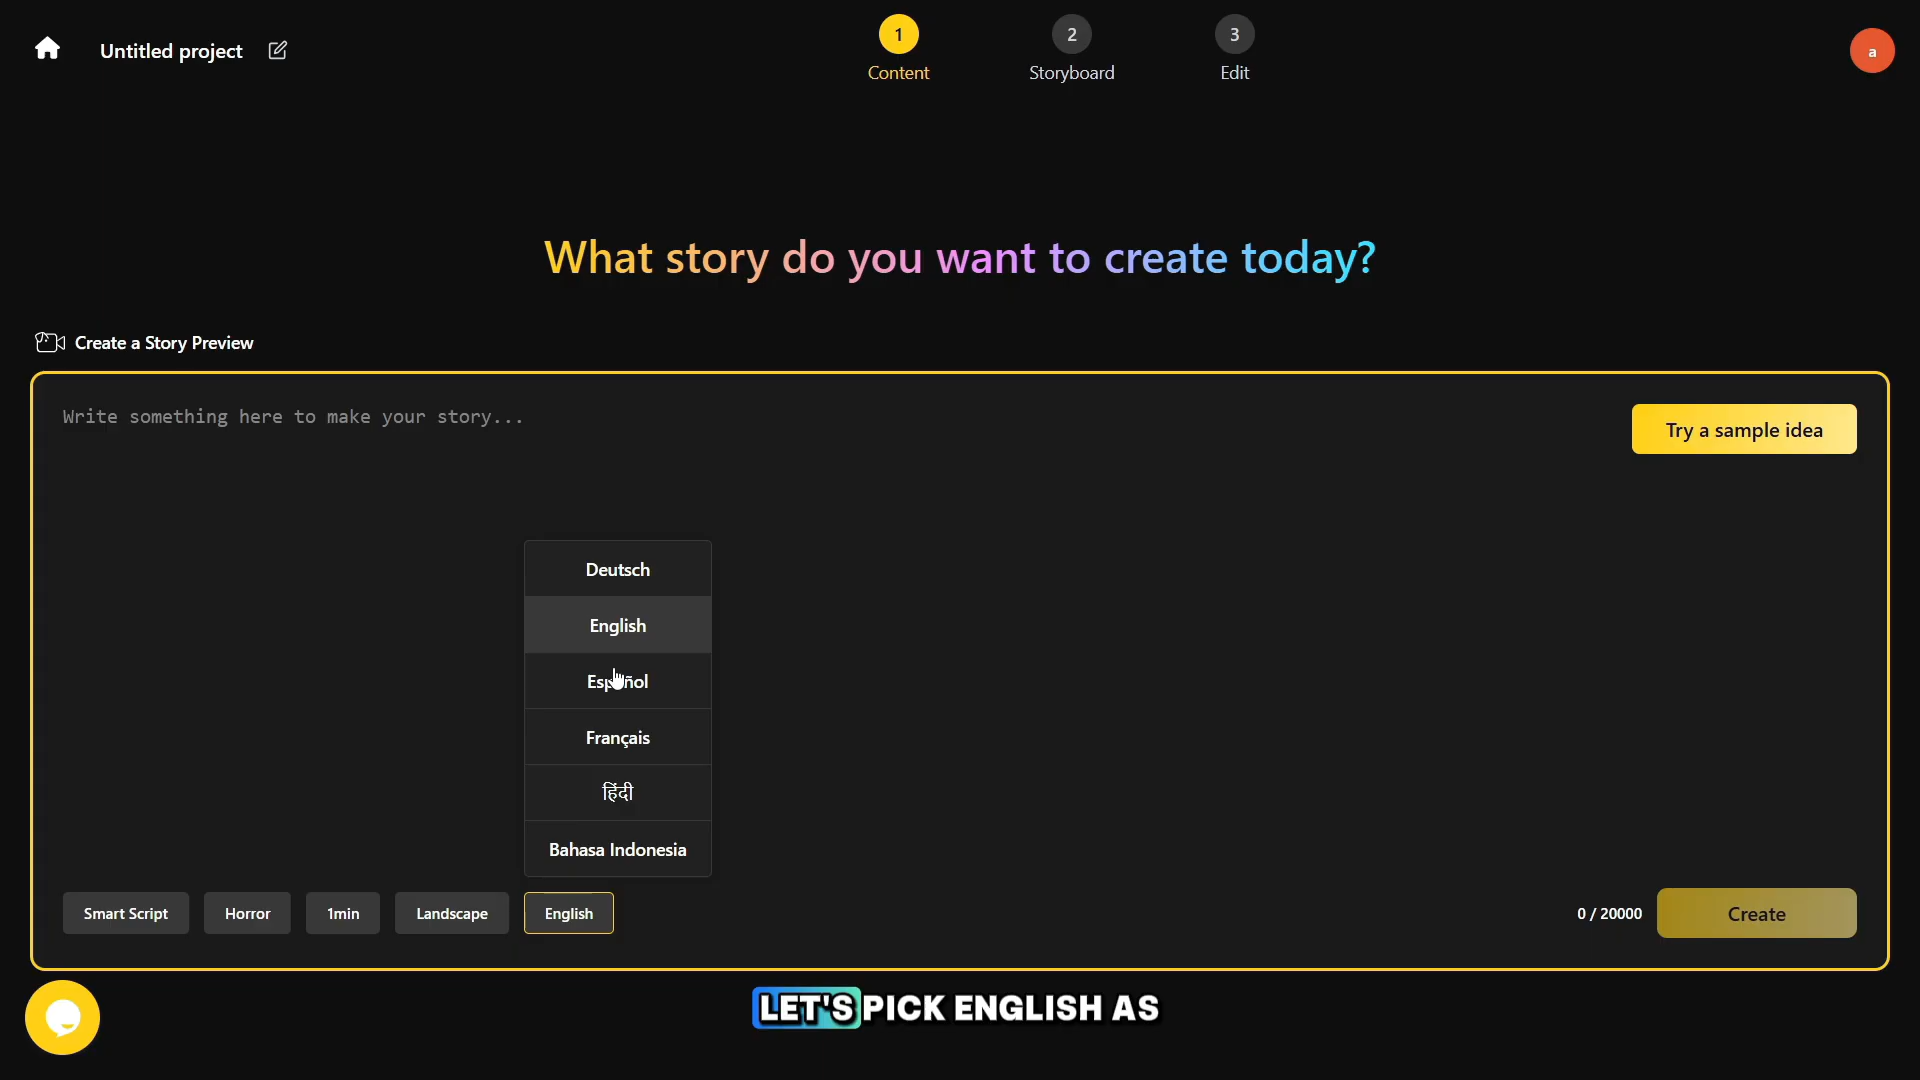 Untitled project
1
Content
2
Storyboard
3
Edit
a
What story do you want to create today?
Create a Story Preview
Write something here to make your story...
Try a sample idea
Deutsch
English
Español
Français
हिंदी
Bahasa Indonesia
Smart Script
Horror
1min
Landscape
English
0 / 20000
Create
LET'S PICK ENGLISH AS